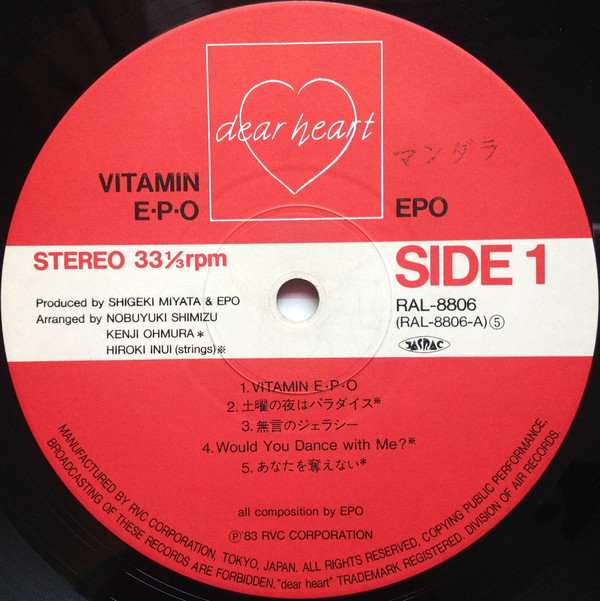 dear heart
VITAMIN
E·P·O
マンダラ
EPO
STEREO 33⅓rpm
SIDE 1
Produced by SHIGEKI MIYATA & EPO
Arranged by NOBUYUKI SHIMIZU
KENJI OHMURA*
HIROKI INUI (strings)※
RAL-8806
(RAL-8806-A)⑤
JASRAC
1. VITAMIN E·P·O
2. 土曜の夜はパラダイス※
3. 無言のジェラシー
4. Would You Dance with Me?※
5. あなたを奪えない*
all composition by EPO
Ⓟ'83 RVC CORPORATION
MANUFACTURED BY RVC CORPORATION, TOKYO, JAPAN. ALL RIGHTS RESERVED, COPYING PUBLIC PERFORMANCE,
BROADCASTING OF THESE RECORDS ARE FORBIDDEN. "dear heart" TRADEMARK REGISTERED. DIVISION OF AIR RECORDS.